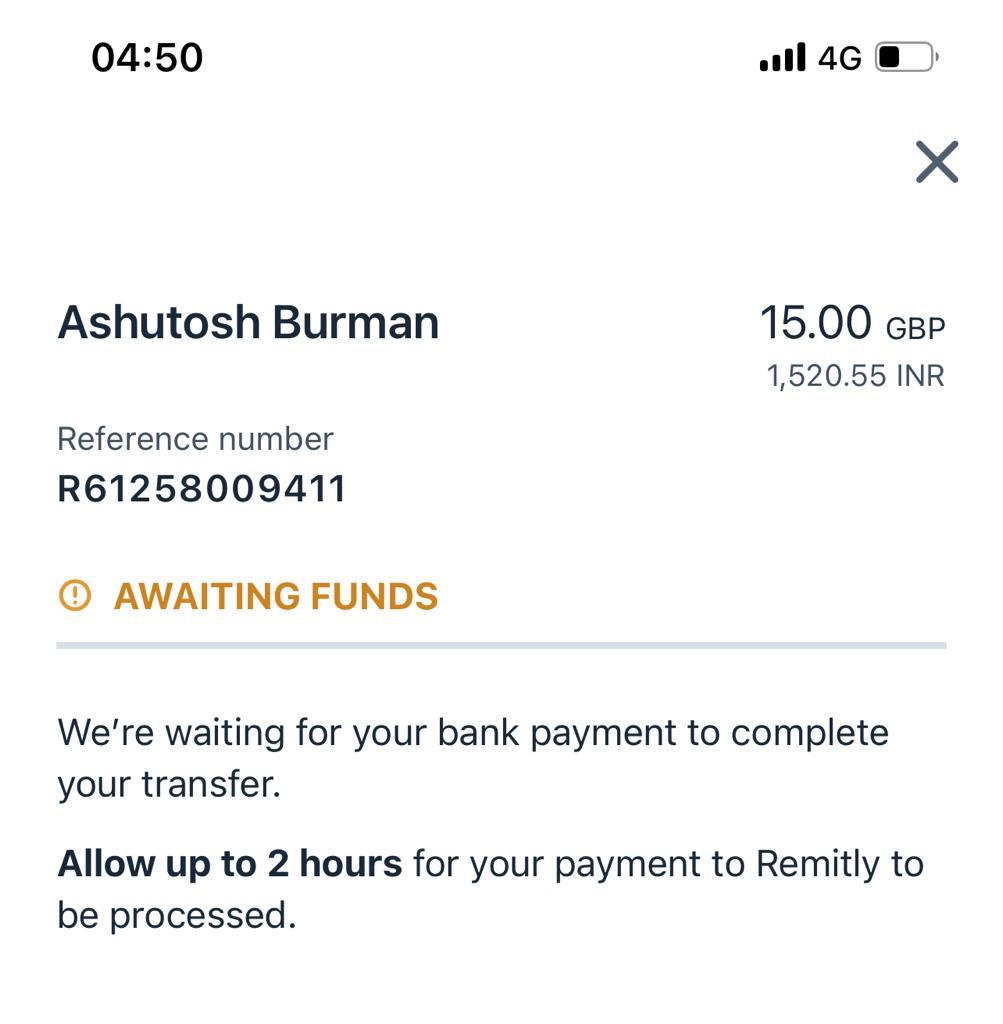 04:50
4G
Ashutosh Burman
15.00 GBP
1,520.55 INR
Reference number
R61258009411
AWAITING FUNDS
We’re waiting for your bank payment to complete
your transfer.
Allow up to 2 hours for your payment to Remitly to
be processed.